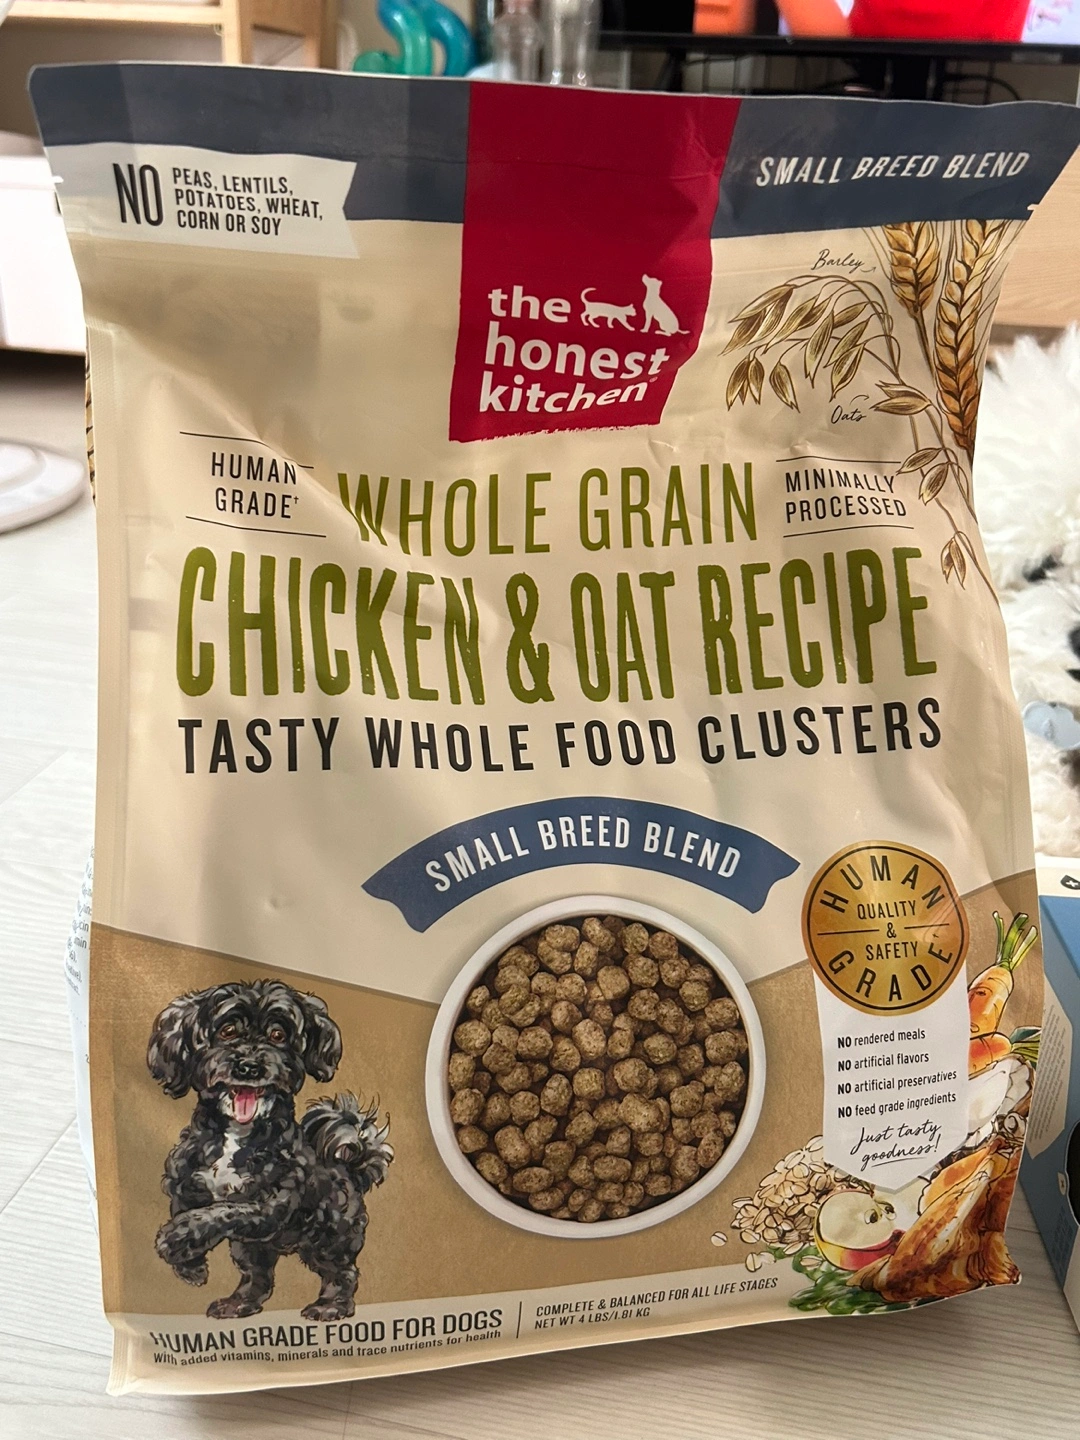 NO PEAS, LENTILS,
POTATOES, WHEAT,
CORN OR SOY
SMALL BREED BLEND
the
honest
kitchen®
Barley
Oats
HUMAN
GRADE†
WHOLE GRAIN
MINIMALLY
PROCESSED
CHICKEN & OAT RECIPE
TASTY WHOLE FOOD CLUSTERS
SMALL BREED BLEND
HUMAN
QUALITY
&
SAFETY
GRADE
NO rendered meals
NO artificial flavors
NO artificial preservatives
NO feed grade ingredients
Just tasty
goodness!
HUMAN GRADE FOOD FOR DOGS
With added vitamins, minerals and trace nutrients for health
COMPLETE & BALANCED FOR ALL LIFE STAGES
NET WT 4 LBS/1.81 KG